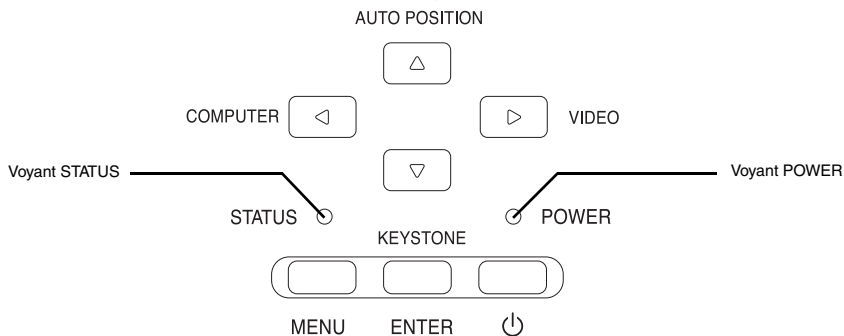 AUTO POSITION
COMPUTER
VIDEO
Voyant STATUS
Voyant POWER
STATUS
POWER
KEYSTONE
MENU
ENTER